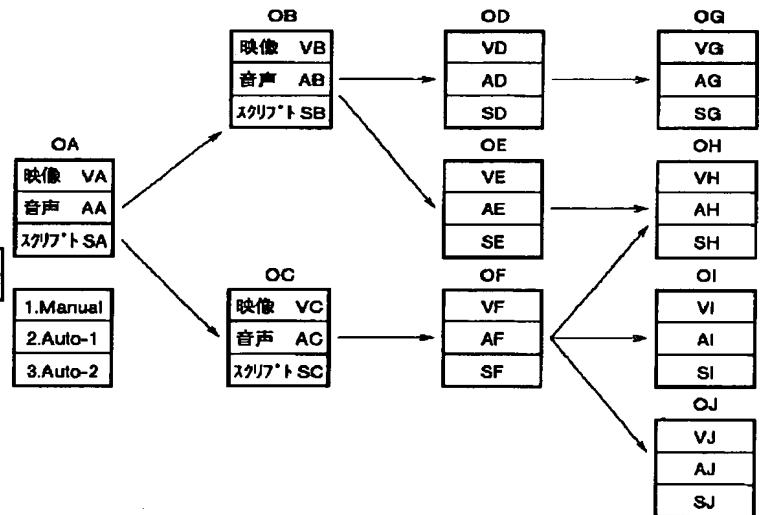 OA
映像 VA
音声 AA
スクリプト SA
1.Manual
2.Auto-1
3.Auto-2
OB
映像 VB
音声 AB
スクリプト SB
OC
映像 VC
音声 AC
スクリプト SC
OD
VD
AD
SD
OE
VE
AE
SE
OF
VF
AF
SF
OG
VG
AG
SG
OH
VH
AH
SH
OI
VI
AI
SI
OJ
VJ
AJ
SJ